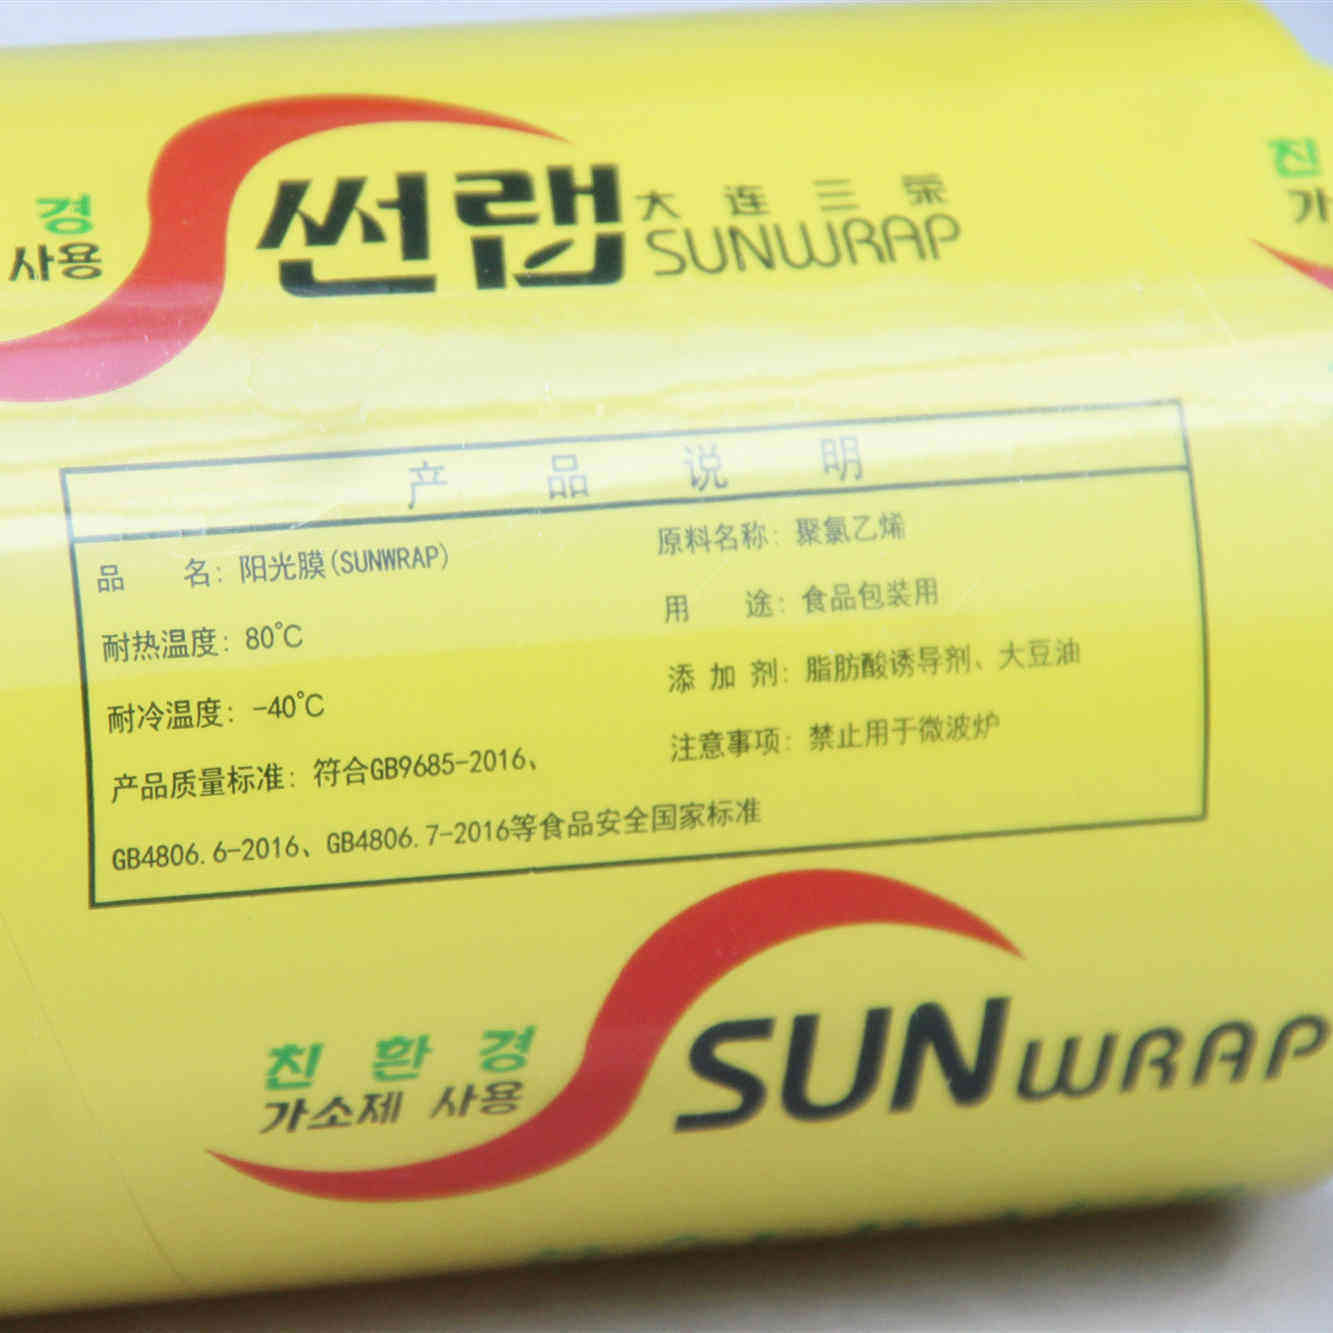 경
사용
썬랩
大连三荣
SUNWRAP
친
가
产品说明
品 名: 阳光膜(SUNWRAP)
原料名称: 聚氯乙烯
耐热温度: 80℃
用 途: 食品包装用
耐冷温度: -40℃
添加剂: 脂肪酸诱导剂、大豆油
产品质量标准: 符合GB9685-2016、
注意事项: 禁止用于微波炉
GB4806.6-2016、GB4806.7-2016等食品安全国家标准
친환경
가소제 사용
SUNWRAP